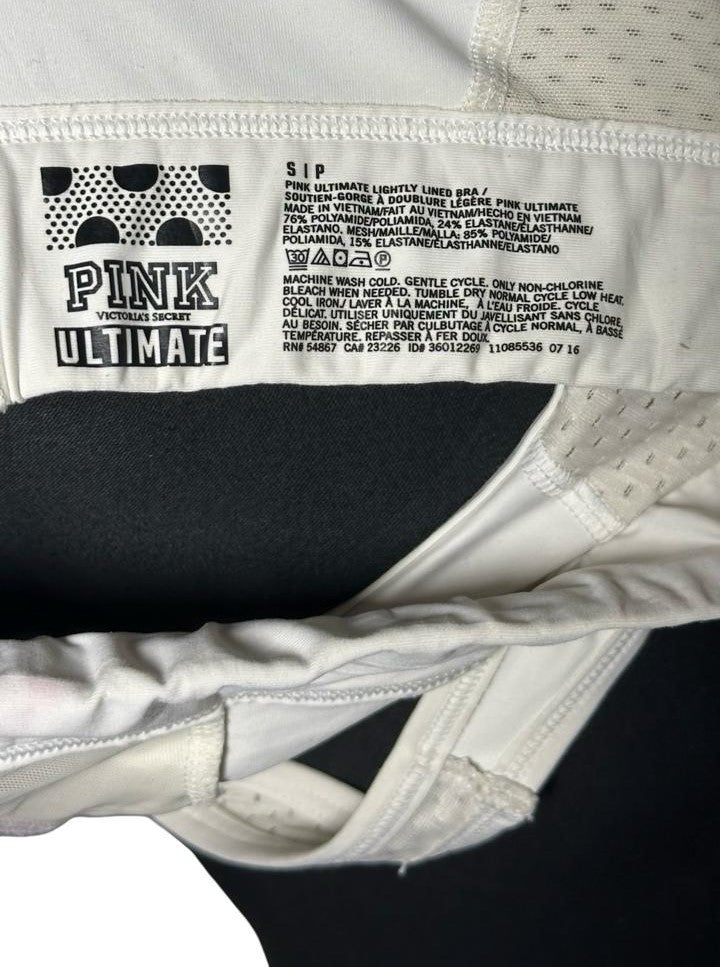 PINK
VICTORIA'S SECRET
ULTIMATE
S | P
PINK ULTIMATE LIGHTLY LINED BRA /
SOUTIEN-GORGE À DOUBLURE LÉGÈRE PINK ULTIMATE
MADE IN VIETNAM/FAIT AU VIETNAM/HECHO EN VIETNAM
76% POLYAMIDE/POLIAMIDA, 24% ELASTANE/ÉLASTHANNE/
ELASTANO. MESH/MAILLE/MALLA: 85% POLYAMIDE/
POLIAMIDA, 15% ELASTANE/ÉLASTHANNE/ELASTANO
30
P
MACHINE WASH COLD. GENTLE CYCLE. ONLY NON-CHLORINE
BLEACH WHEN NEEDED. TUMBLE DRY NORMAL CYCLE LOW HEAT.
COOL IRON./ LAVER À LA MACHINE, À L'EAU FROIDE. CYCLE
DÉLICAT. UTILISER UNIQUEMENT DU JAVELLISANT SANS CHLORE,
AU BESOIN. SÉCHER PAR CULBUTAGE À CYCLE NORMAL, À BASSE
TEMPÉRATURE. REPASSER À FER DOUX.
RN# 54867 CA# 23226 ID# 36012269 11085536 07 16